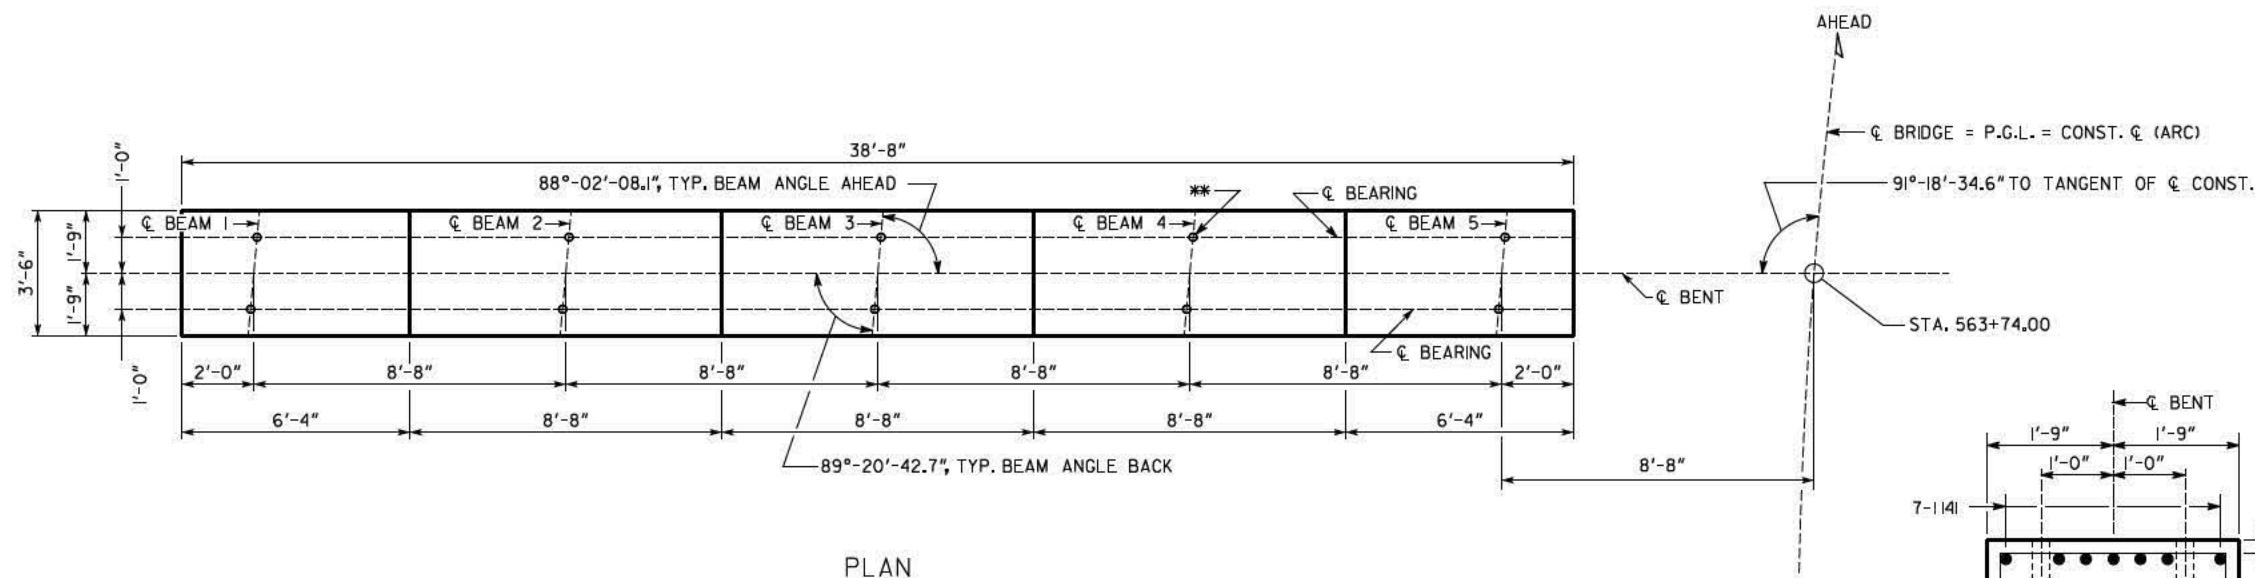 AHEAD
℄ BRIDGE = P.G.L. = CONST. ℄ (ARC)
38'-8"
1'-0"
88°-02'-08.1", TYP. BEAM ANGLE AHEAD
**
℄ BEARING
91°-18'-34.6" TO TANGENT OF ℄ CONST.
℄ BEAM 1
℄ BEAM 2
℄ BEAM 3
℄ BEAM 4
℄ BEAM 5
3'-6"
1'-9"
1'-9"
℄ BENT
STA. 563+74.00
℄ BEARING
1'-0"
2'-0"
8'-8"
8'-8"
8'-8"
8'-8"
2'-0"
6'-4"
8'-8"
8'-8"
8'-8"
6'-4"
89°-20'-42.7", TYP. BEAM ANGLE BACK
8'-8"
℄ BENT
1'-9"
1'-9"
1'-0"
1'-0"
7-1141
PLAN